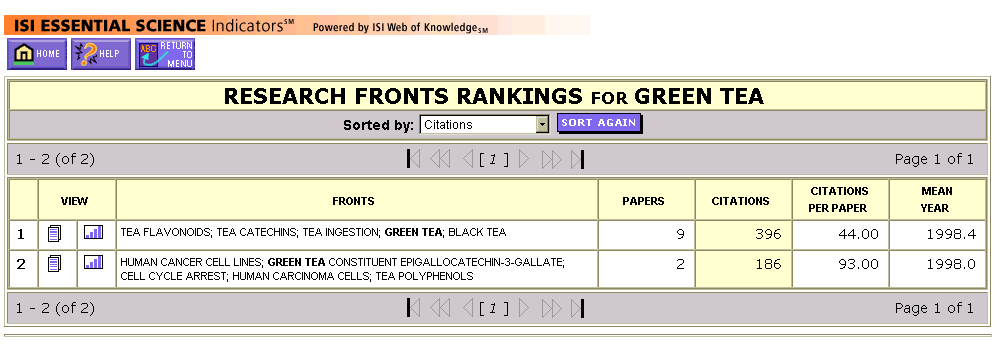 ISI ESSENTIAL SCIENCE Indicators℠ Powered by ISI Web of Knowledge℠
HOME HELP ABC RETURN TO MENU
RESEARCH FRONTS RANKINGS FOR GREEN TEA
Sorted by: Citations SORT AGAIN
1 - 2 (of 2) [ 1 ] Page 1 of 1
VIEW FRONTS PAPERS CITATIONS CITATIONS PER PAPER MEAN YEAR
1 TEA FLAVONOIDS; TEA CATECHINS; TEA INGESTION; GREEN TEA; BLACK TEA 9 396 44.00 1998.4
2 HUMAN CANCER CELL LINES; GREEN TEA CONSTITUENT EPIGALLOCATECHIN-3-GALLATE; 2 186 93.00 1998.0
CELL CYCLE ARREST; HUMAN CARCINOMA CELLS; TEA POLYPHENOLS
1 - 2 (of 2) [ 1 ] Page 1 of 1